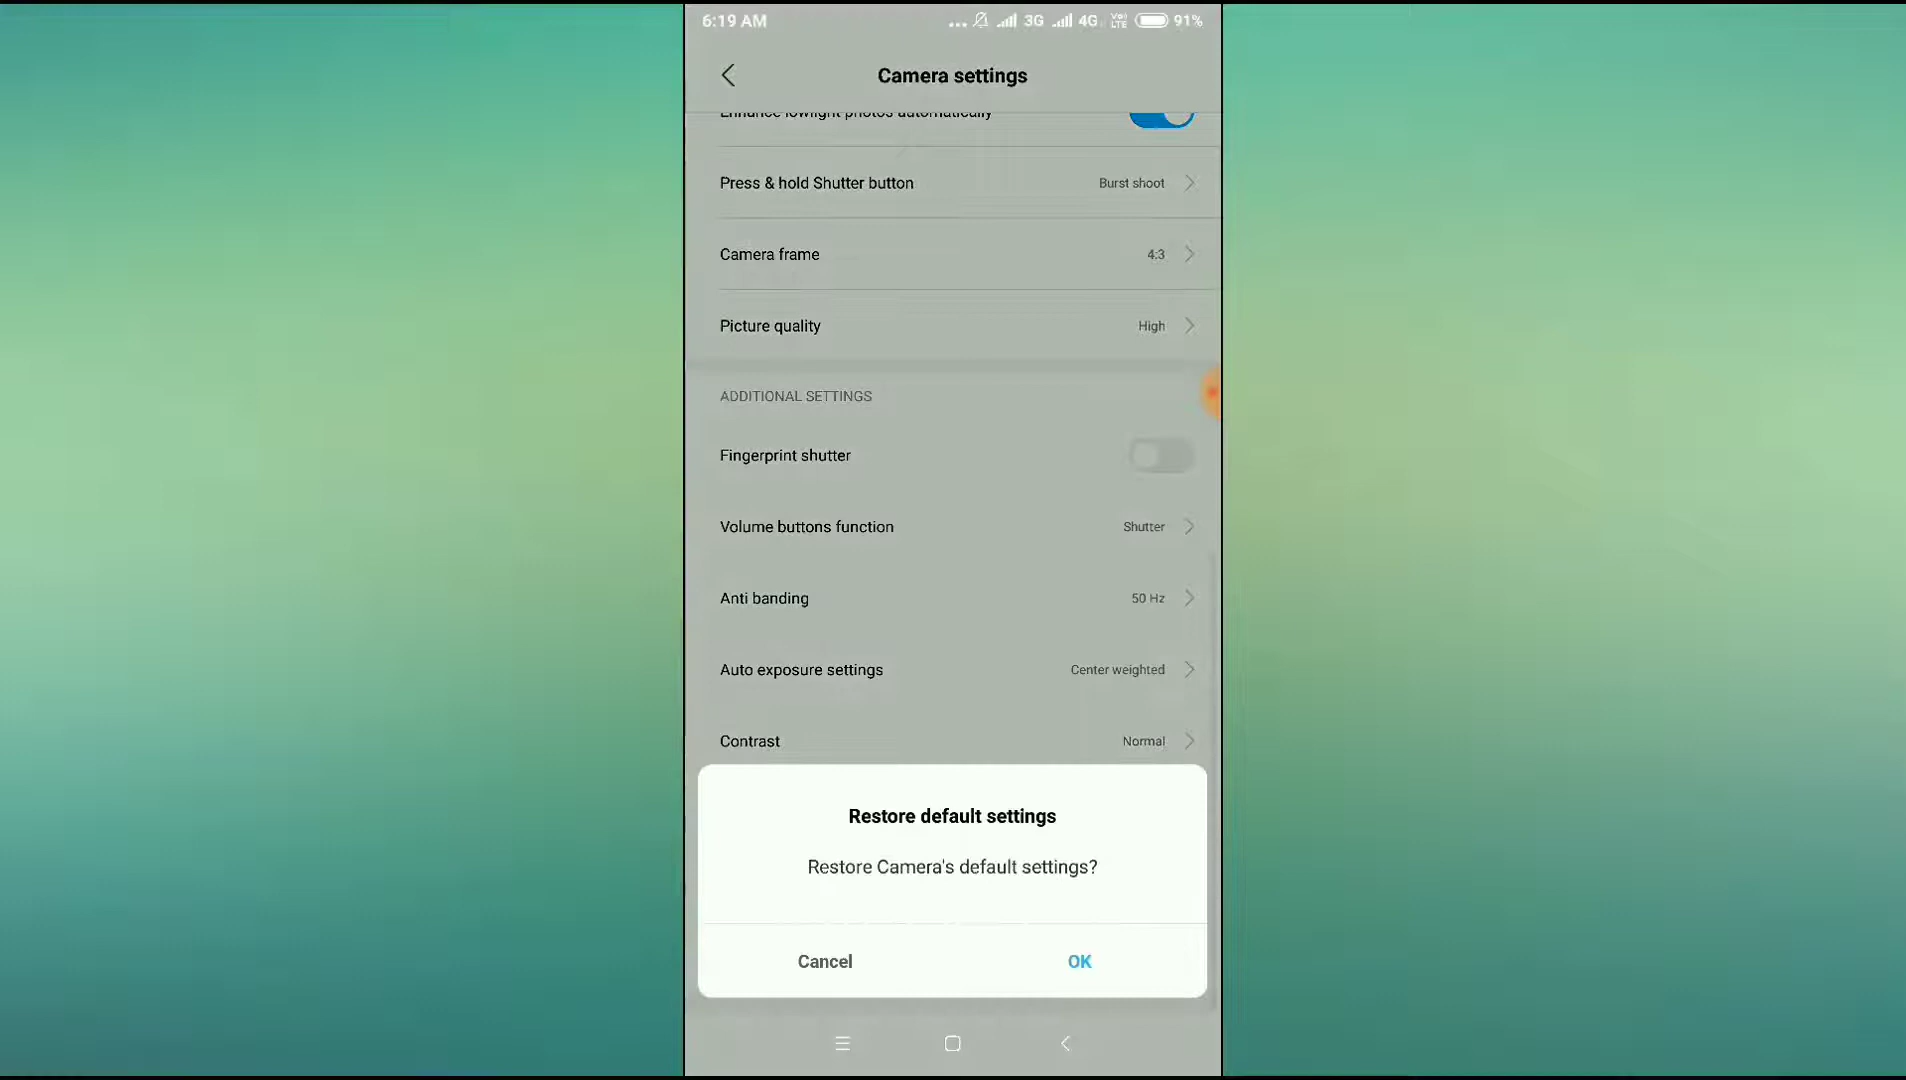 6:19 AM ... 3G 4G VoLTE 91%
Camera settings
Enhance lowlight photos automatically
Press & hold Shutter button Burst shoot
Camera frame 4:3
Picture quality High
ADDITIONAL SETTINGS
Fingerprint shutter
Volume buttons function Shutter
Anti banding 50 Hz
Auto exposure settings Center weighted
Contrast Normal
Restore default settings
Restore Camera's default settings?
Cancel OK